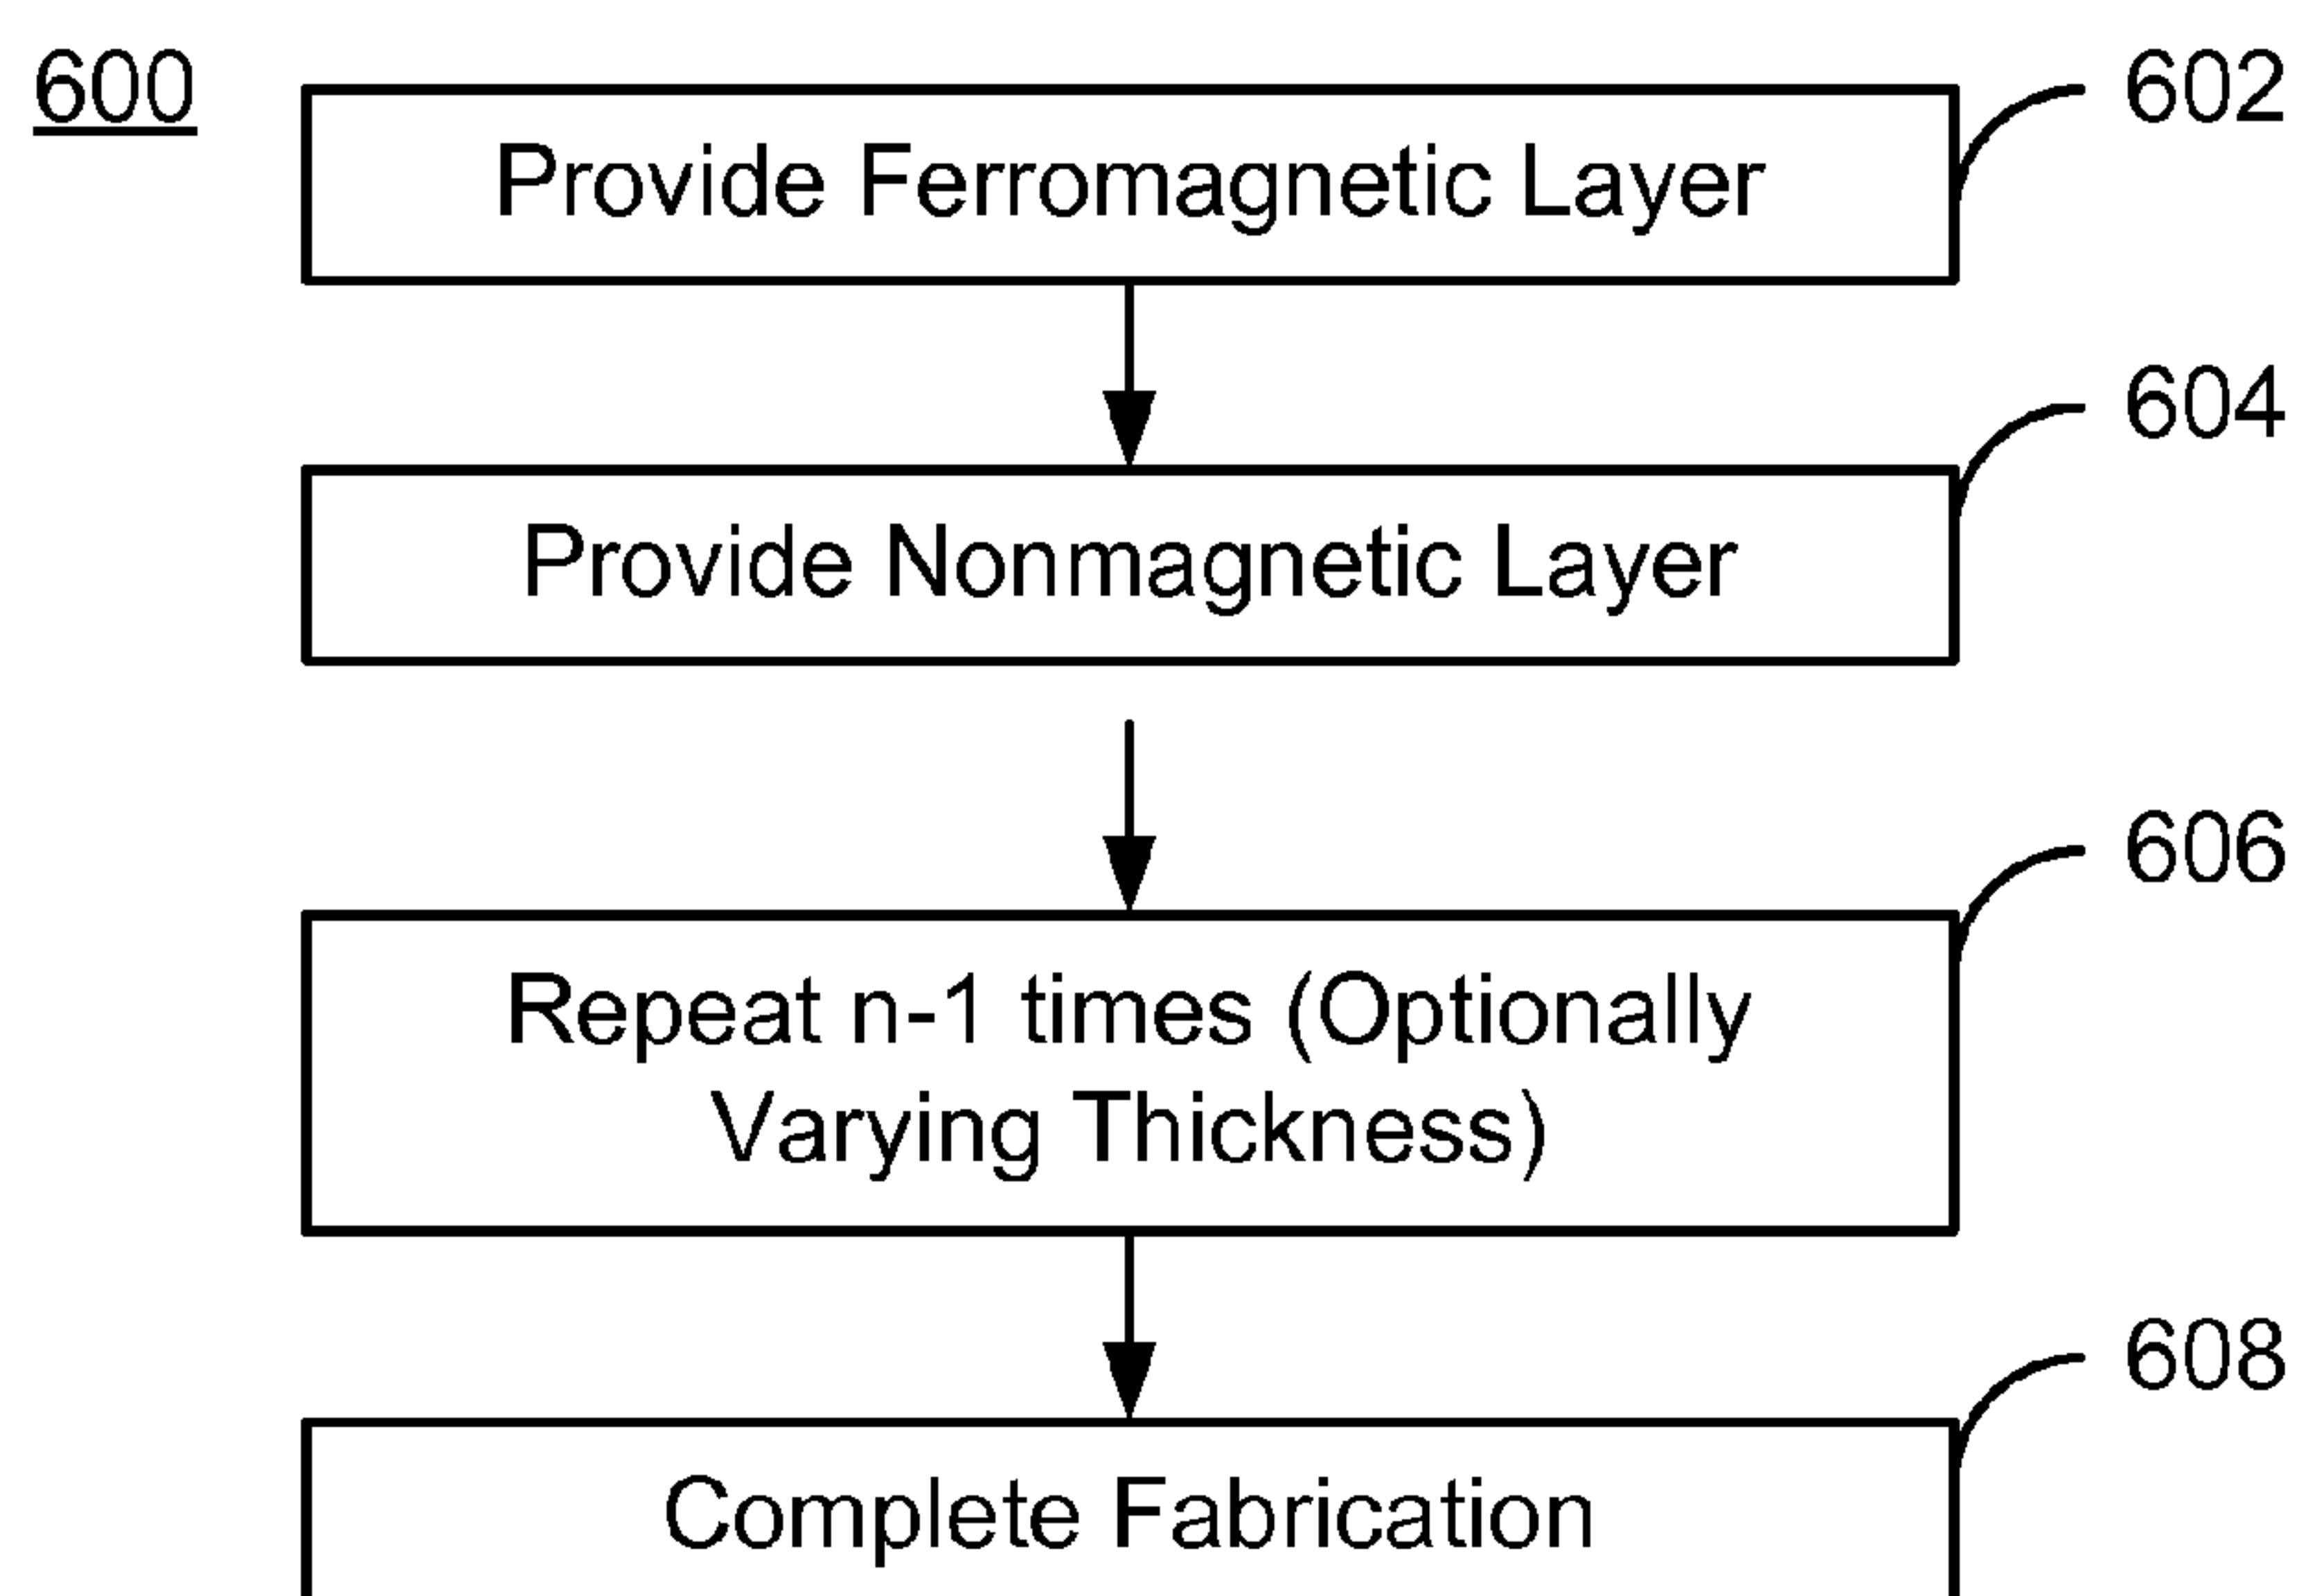 600
Provide Ferromagnetic Layer
602
Provide Nonmagnetic Layer
604
Repeat n-1 times (Optionally
Varying Thickness)
606
Complete Fabrication
608